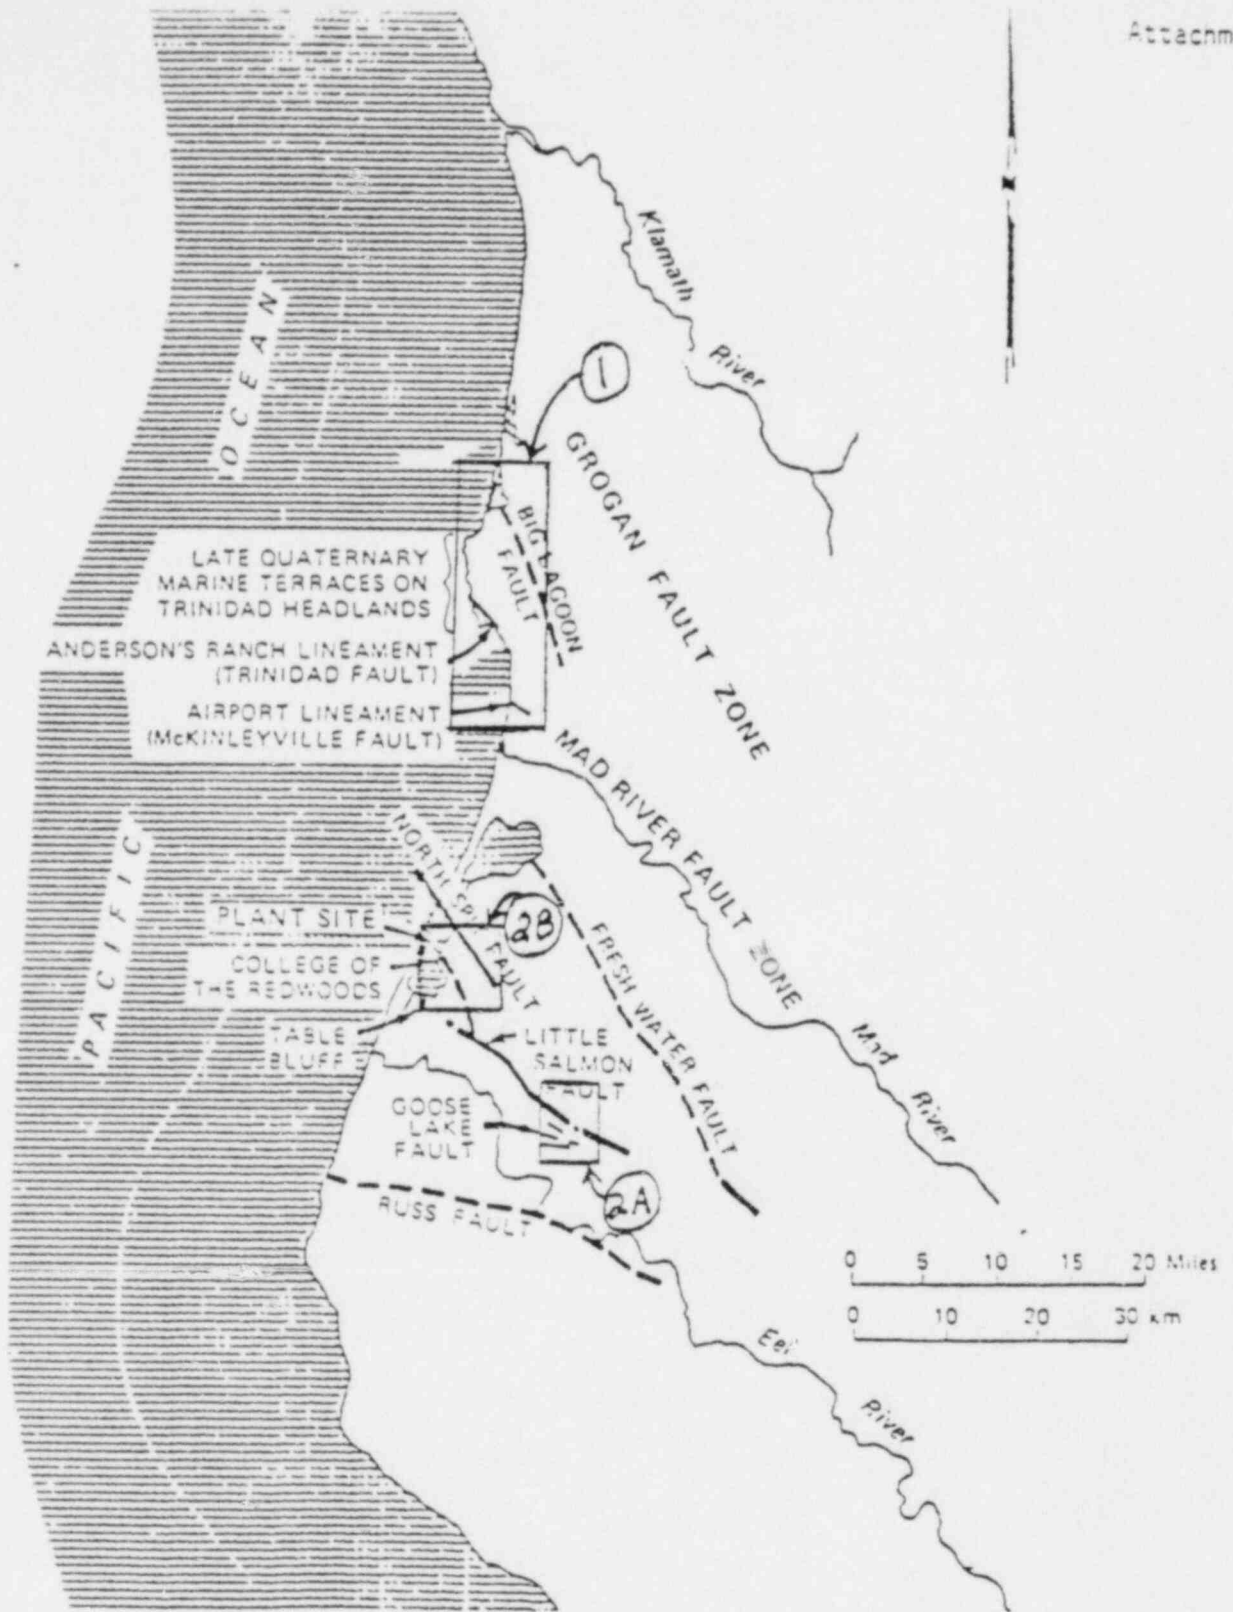 Attachm
N
Klamath
River
OCEAN
1
GROGAN FAULT ZONE
BIG LAGOON
FAULT
LATE QUATERNARY
MARINE TERRACES ON
TRINIDAD HEADLANDS
ANDERSON'S RANCH LINEAMENT
(TRINIDAD FAULT)
AIRPORT LINEAMENT
(McKINLEYVILLE FAULT)
MAD RIVER FAULT ZONE
PACIFIC
NORTH SPIT FAULT
2B
PLANT SITE
COLLEGE OF
THE REDWOODS
TABLE
BLUFF
FRESH WATER FAULT
LITTLE
SALMON
FAULT
Mad
River
GOOSE
LAKE
FAULT
2A
RUSS FAULT
0 5 10 15 20 Miles
0 10 20 30 km
Eel
River